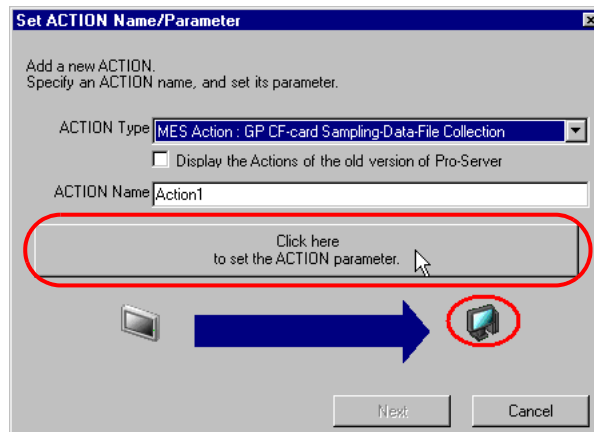 Set ACTION Name/Parameter
Add a new ACTION.
Specify an ACTION name, and set its parameter.
ACTION Type MES Action : GP CF-card Sampling-Data-File Collection
Display the Actions of the old version of Pro-Server
ACTION Name Action1
Click here
to set the ACTION parameter.
Next Cancel